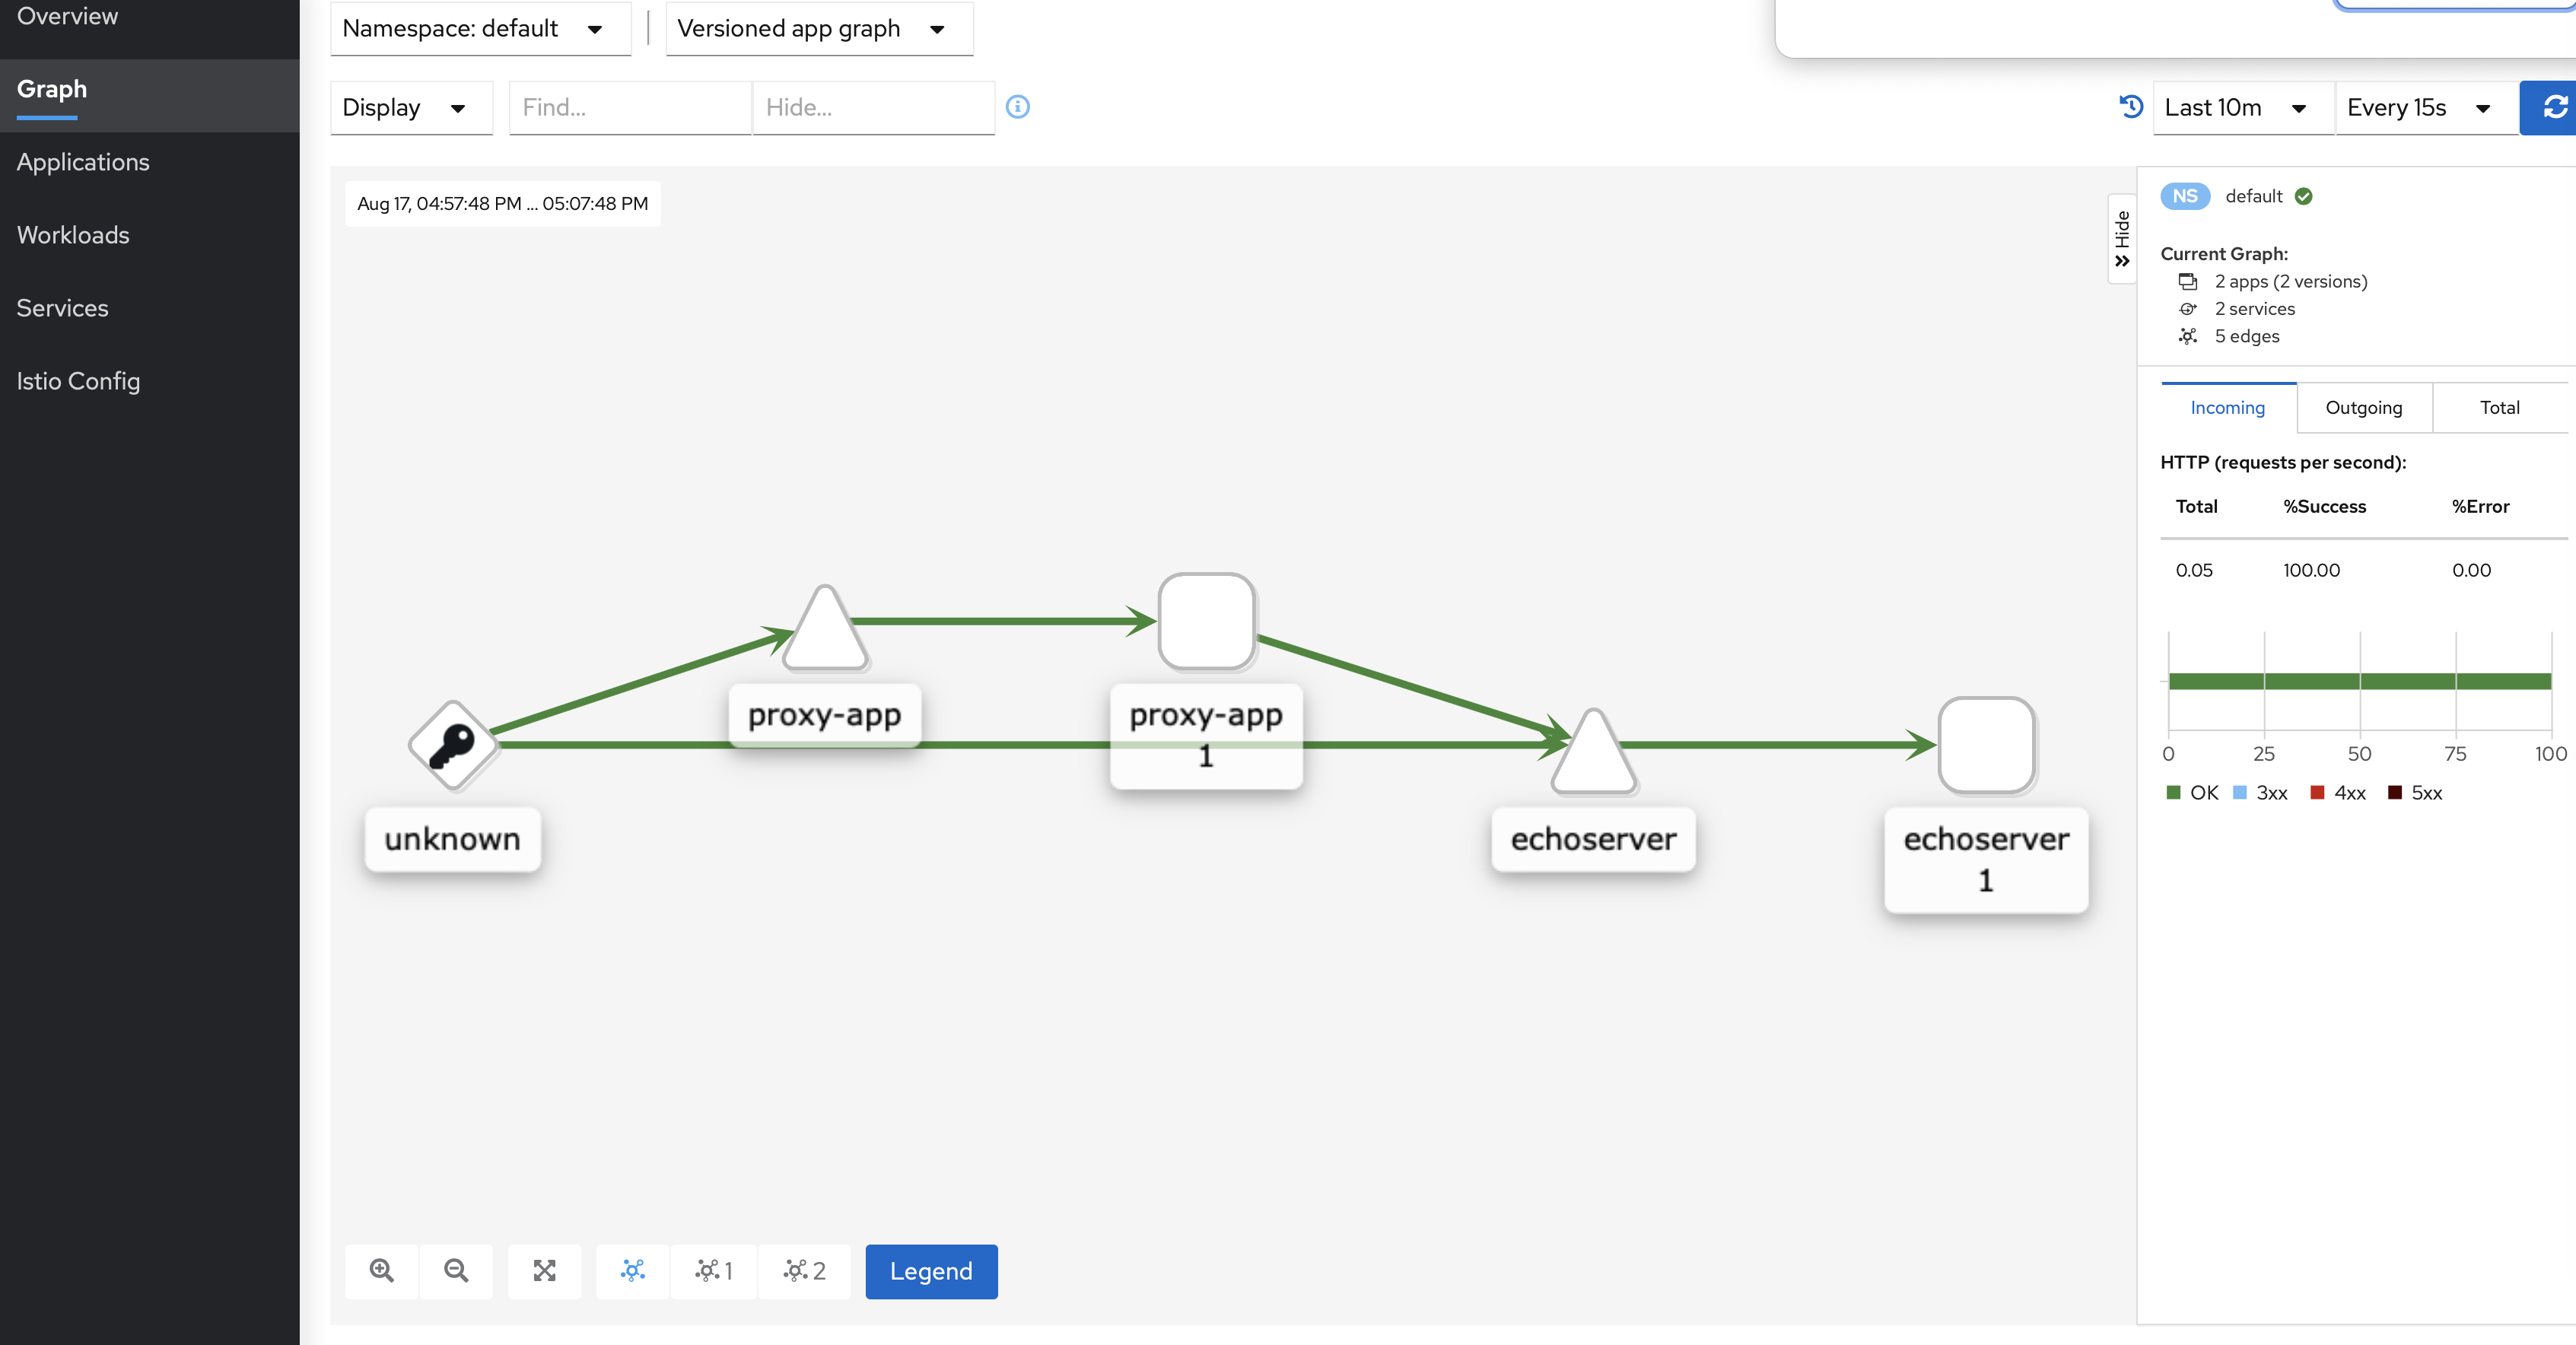 Overview
Graph
Applications
Workloads
Services
Istio Config
Namespace: default
Versioned app graph
Display
Find...
Hide...
Last 10m
Every 15s
Aug 17, 04:57:48 PM ... 05:07:48 PM
Hide
unknown
proxy-app
proxy-app
1
echoserver
echoserver
1
1
2
Legend
NS default
Current Graph:
2 apps (2 versions)
2 services
5 edges
Incoming Outgoing Total
HTTP (requests per second):
Total %Success %Error
0.05 100.00 0.00
0 25 50 75 100
OK 3xx 4xx 5xx